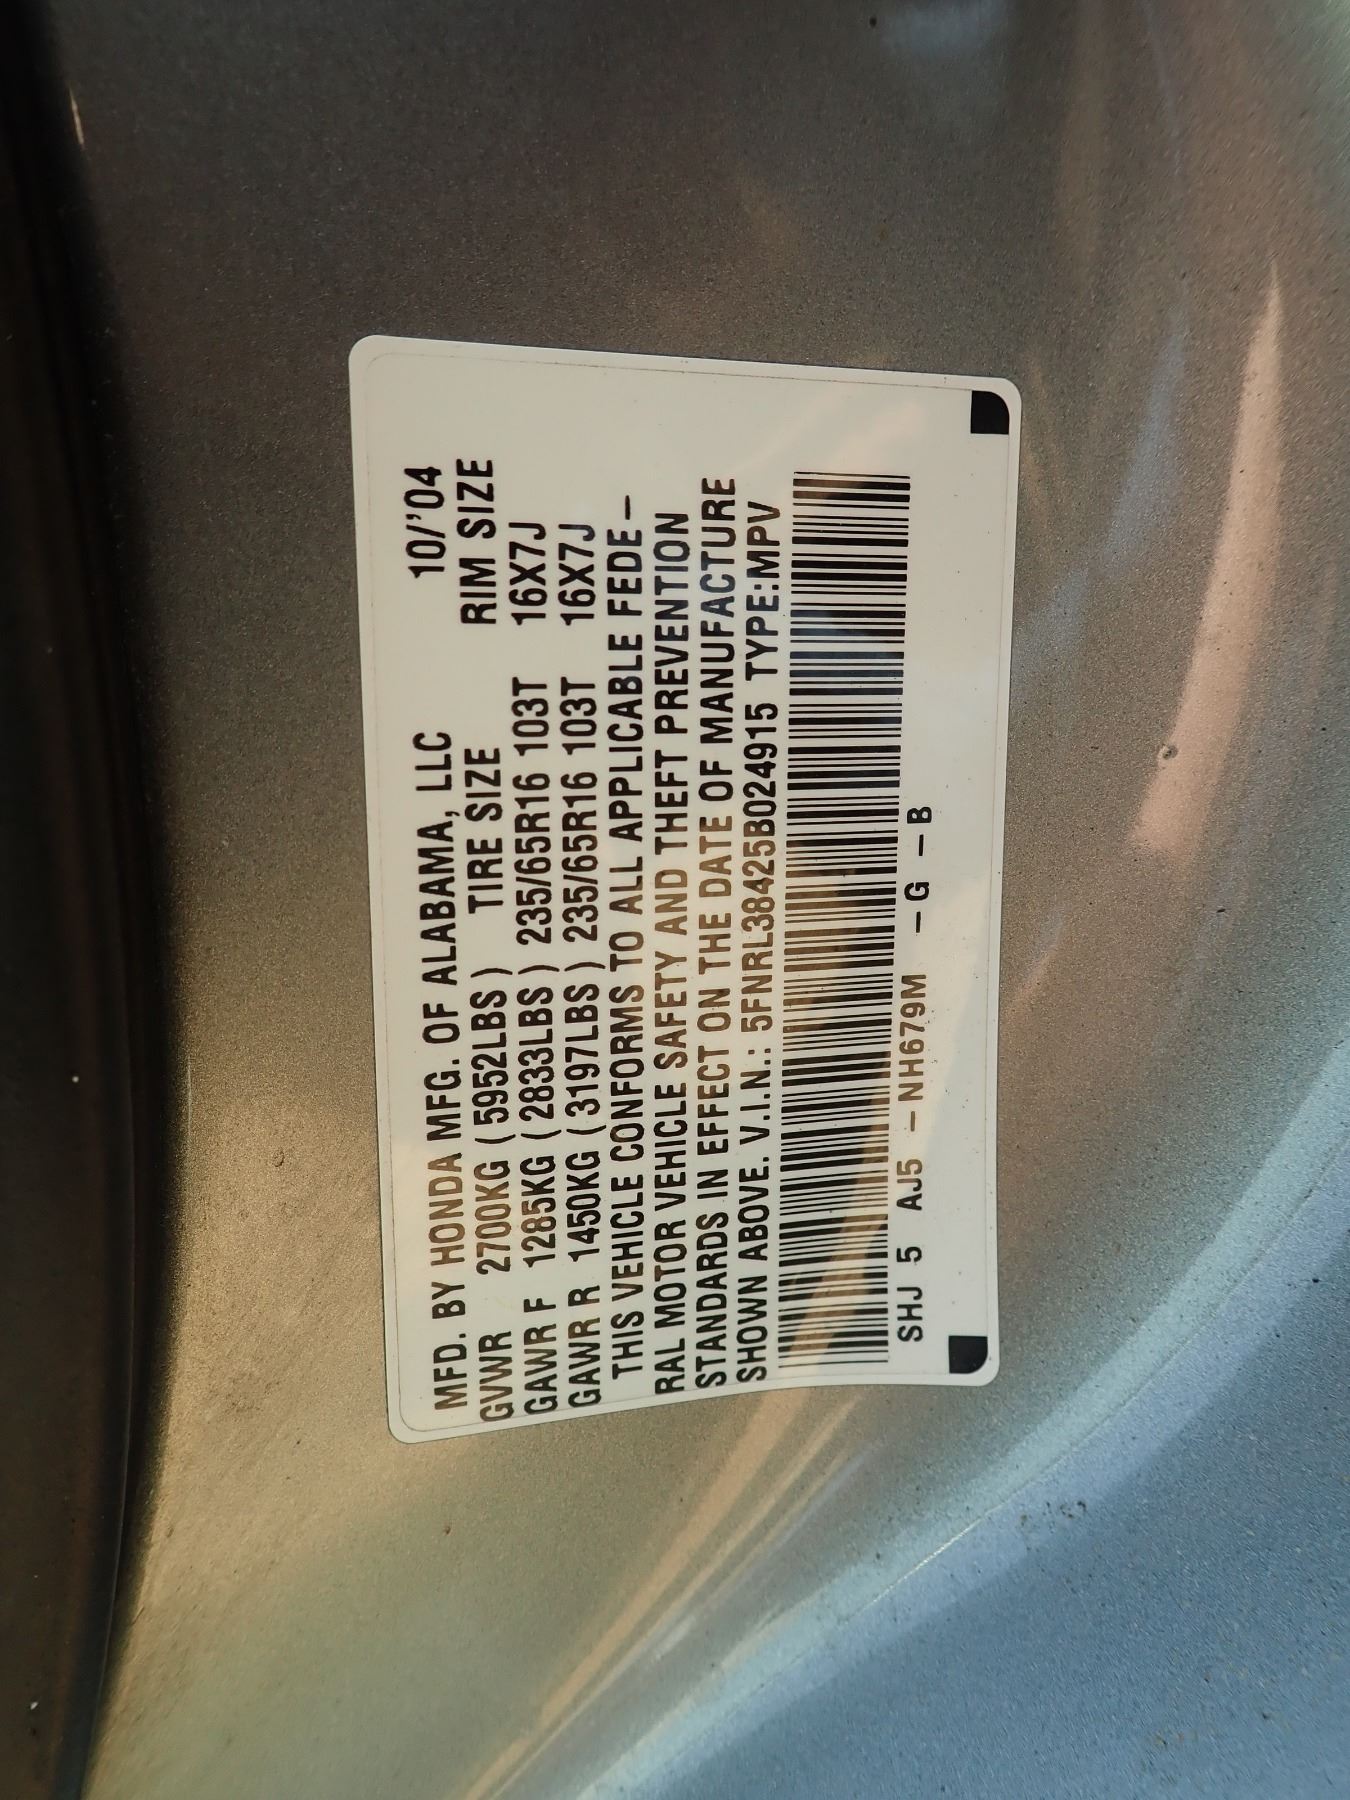 MFD. BY HONDA MFG. OF ALABAMA, LLC 10/'04
GVWR 2700KG ( 5952LBS ) TIRE SIZE RIM SIZE
GAWR F 1285KG ( 2833LBS ) 235/65R16 103T 16X7J
GAWR R 1450KG ( 3197LBS ) 235/65R16 103T 16X7J
THIS VEHICLE CONFORMS TO ALL APPLICABLE FEDE–
RAL MOTOR VEHICLE SAFETY AND THEFT PREVENTION
STANDARDS IN EFFECT ON THE DATE OF MANUFACTURE
SHOWN ABOVE. V.I.N.: 5FNRL38425B024915 TYPE:MPV
SHJ 5 AJ5 –NH679M –G –B